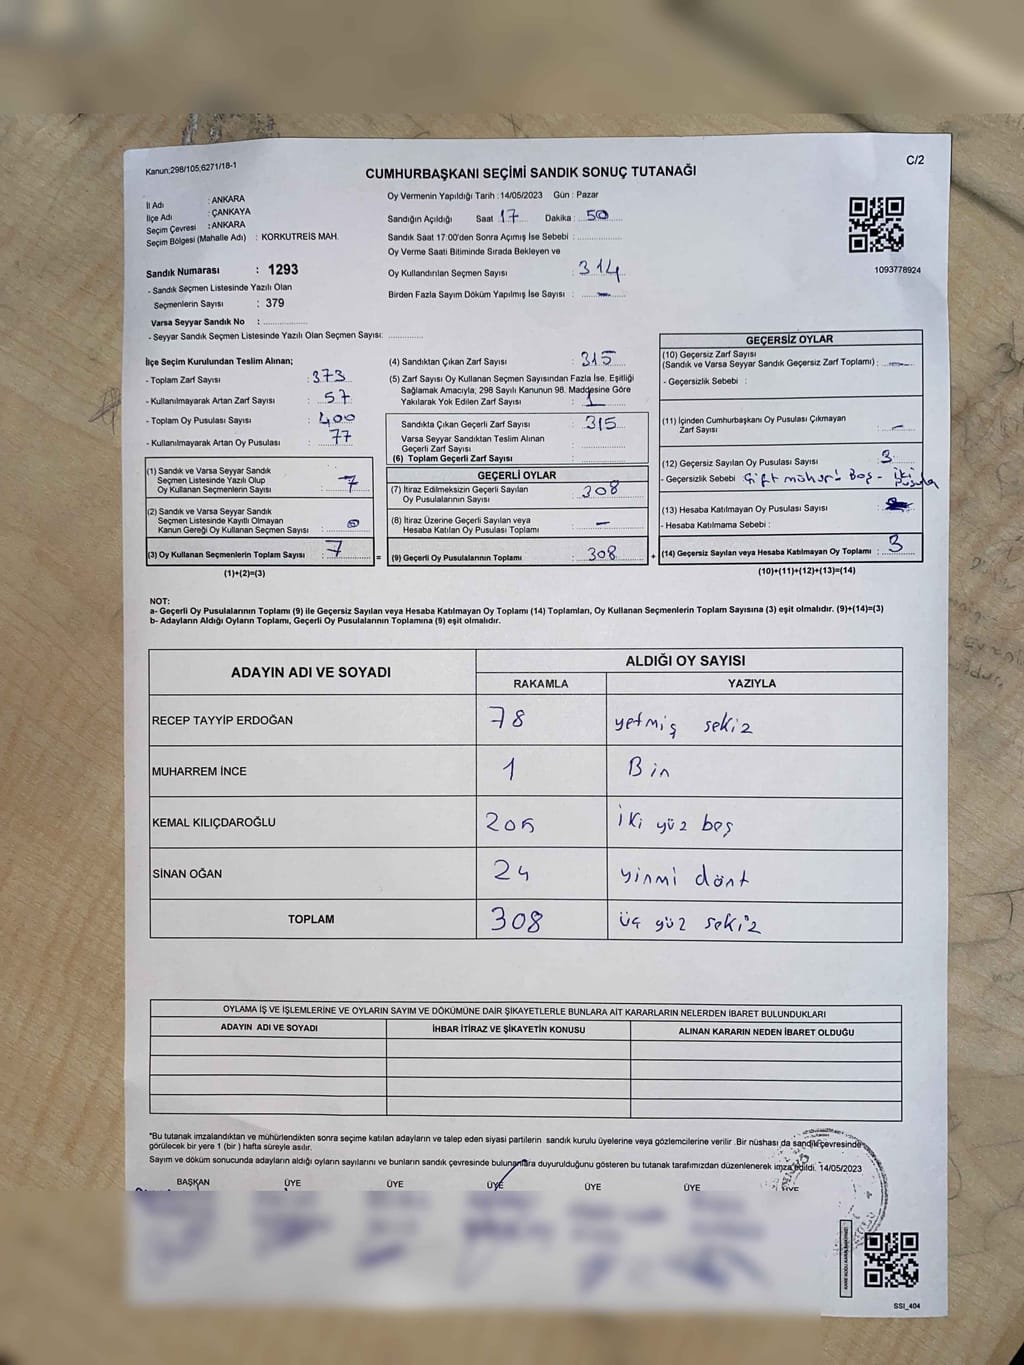 Kanun;298/105,6271/18-1
C/2
CUMHURBAŞKANI SEÇİMİ SANDIK SONUÇ TUTANAĞI
İl Adı : ANKARA
İlçe Adı : ÇANKAYA
Seçim Çevresi : ANKARA
Seçim Bölgesi (Mahalle Adı) : KORKUTREİS MAH.
Sandık Numarası : 1293
- Sandık Seçmen Listesinde Yazılı Olan
Seçmenlerin Sayısı : 379
Varsa Seyyar Sandık No :
- Seyyar Sandık Seçmen Listesinde Yazılı Olan Seçmen Sayısı:
Oy Vermenin Yapıldığı Tarih : 14/05/2023 Gün : Pazar
Sandığın Açıldığı Saat 17 Dakika : 50
Sandık Saat 17:00'den Sonra Açımış İse Sebebi :
Oy Verme Saati Bitiminde Sırada Bekleyen ve
Oy Kullandırılan Seçmen Sayısı : 314
Birden Fazla Sayım Döküm Yapılmış İse Sayısı : -
1093778924
İlçe Seçim Kurulundan Teslim Alınan;
- Toplam Zarf Sayısı : 373
- Kullanılmayarak Artan Zarf Sayısı : 57
- Toplam Oy Pusulası Sayısı : 400
- Kullanılmayarak Artan Oy Pusulası : 77
(1) Sandık ve Varsa Seyyar Sandık
Seçmen Listesinde Yazılı Olup
Oy Kullanan Seçmenlerin Sayısı : 7
(2) Sandık ve Varsa Seyyar Sandık
Seçmen Listesinde Kayıtlı Olmayan
Kanun Gereği Oy Kullanan Seçmen Sayısı : 0
(3) Oy Kullanan Seçmenlerin Toplam Sayısı : 7
(1)+(2)=(3)
(4) Sandıktan Çıkan Zarf Sayısı : 315
(5) Zarf Sayısı Oy Kullanan Seçmen Sayısından Fazla İse, Eşitliği
Sağlamak Amacıyla; 298 Sayılı Kanunun 98. Maddesine Göre
Yakılarak Yok Edilen Zarf Sayısı : 1
Sandıkta Çıkan Geçerli Zarf Sayısı : 315
Varsa Seyyar Sandıktan Teslim Alınan
Geçerli Zarf Sayısı :
(6) Toplam Geçerli Zarf Sayısı :
GEÇERLİ OYLAR
(7) İtiraz Edilmeksizin Geçerli Sayılan
Oy Pusulalarının Sayısı : 308
(8) İtiraz Üzerine Geçerli Sayılan veya
Hesaba Katılan Oy Pusulası Toplamı : -
= (9) Geçerli Oy Pusulalarının Toplamı : 308
GEÇERSİZ OYLAR
(10) Geçersiz Zarf Sayısı
(Sandık ve Varsa Seyyar Sandık Geçersiz Zarf Toplamı) : -
- Geçersizlik Sebebi :
(11) İçinden Cumhurbaşkanı Oy Pusulası Çıkmayan
Zarf Sayısı : -
(12) Geçersiz Sayılan Oy Pusulası Sayısı : 3
- Geçersizlik Sebebi Çift mühür Boş - iki pusula
(13) Hesaba Katılmayan Oy Pusulası Sayısı :
- Hesaba Katılmama Sebebi :
+ (14) Geçersiz Sayılan veya Hesaba Katılmayan Oy Toplamı : 3
(10)+(11)+(12)+(13)=(14)
NOT:
a- Geçerli Oy Pusulalarının Toplamı (9) ile Geçersiz Sayılan veya Hesaba Katılmayan Oy Toplamı (14) Toplamları, Oy Kullanan Seçmenlerin Toplam Sayısına (3) eşit olmalıdır. (9)+(14)=(3)
b- Adayların Aldığı Oyların Toplamı, Geçerli Oy Pusulalarının Toplamına (9) eşit olmalıdır.
ADAYIN ADI VE SOYADI
ALDIĞI OY SAYISI
RAKAMLA YAZIYLA
RECEP TAYYİP ERDOĞAN 78 yetmiş sekiz
MUHARREM İNCE 1 Bir
KEMAL KILIÇDAROĞLU 205 iki yüz beş
SİNAN OĞAN 24 yirmi dört
TOPLAM 308 üç yüz sekiz
OYLAMA İŞ VE İŞLEMLERİNE VE OYLARIN SAYIM VE DÖKÜMÜNE DAİR ŞİKAYETLERLE BUNLARA AİT KARARLARIN NELERDEN İBARET BULUNDUKLARI
ADAYIN ADI VE SOYADI İHBAR İTİRAZ VE ŞİKAYETİN KONUSU ALINAN KARARIN NEDEN İBARET OLDUĞU
"Bu tutanak imzalandıktan ve mühürlendikten sonra seçime katılan adayların ve talep eden siyasi partilerin sandık kurulu üyelerine veya gözlemcilerine verilir .Bir nüshası da sandık çevresinde
görülecek bir yere 1 (bir ) hafta süreyle asılır.
Sayım ve döküm sonucunda adayların aldığı oyların sayılarını ve bunların sandık çevresinde bulunanlara duyurulduğunu gösteren bu tutanak tarafımızdan düzenlenerek imza edildi. 14/05/2023
BAŞKAN ÜYE ÜYE ÜYE ÜYE ÜYE ÜYE
SSI_404